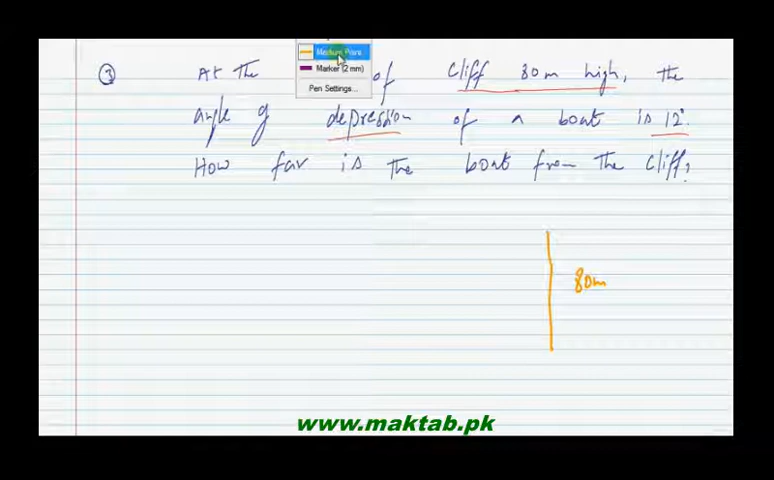 Medium Point
Marker (2 mm)
Pen Settings...
③ At the of cliff 80m high, the
angle of depression of a boat is 12°.
How far is the boat from the cliff?
80m
www.maktab.pk